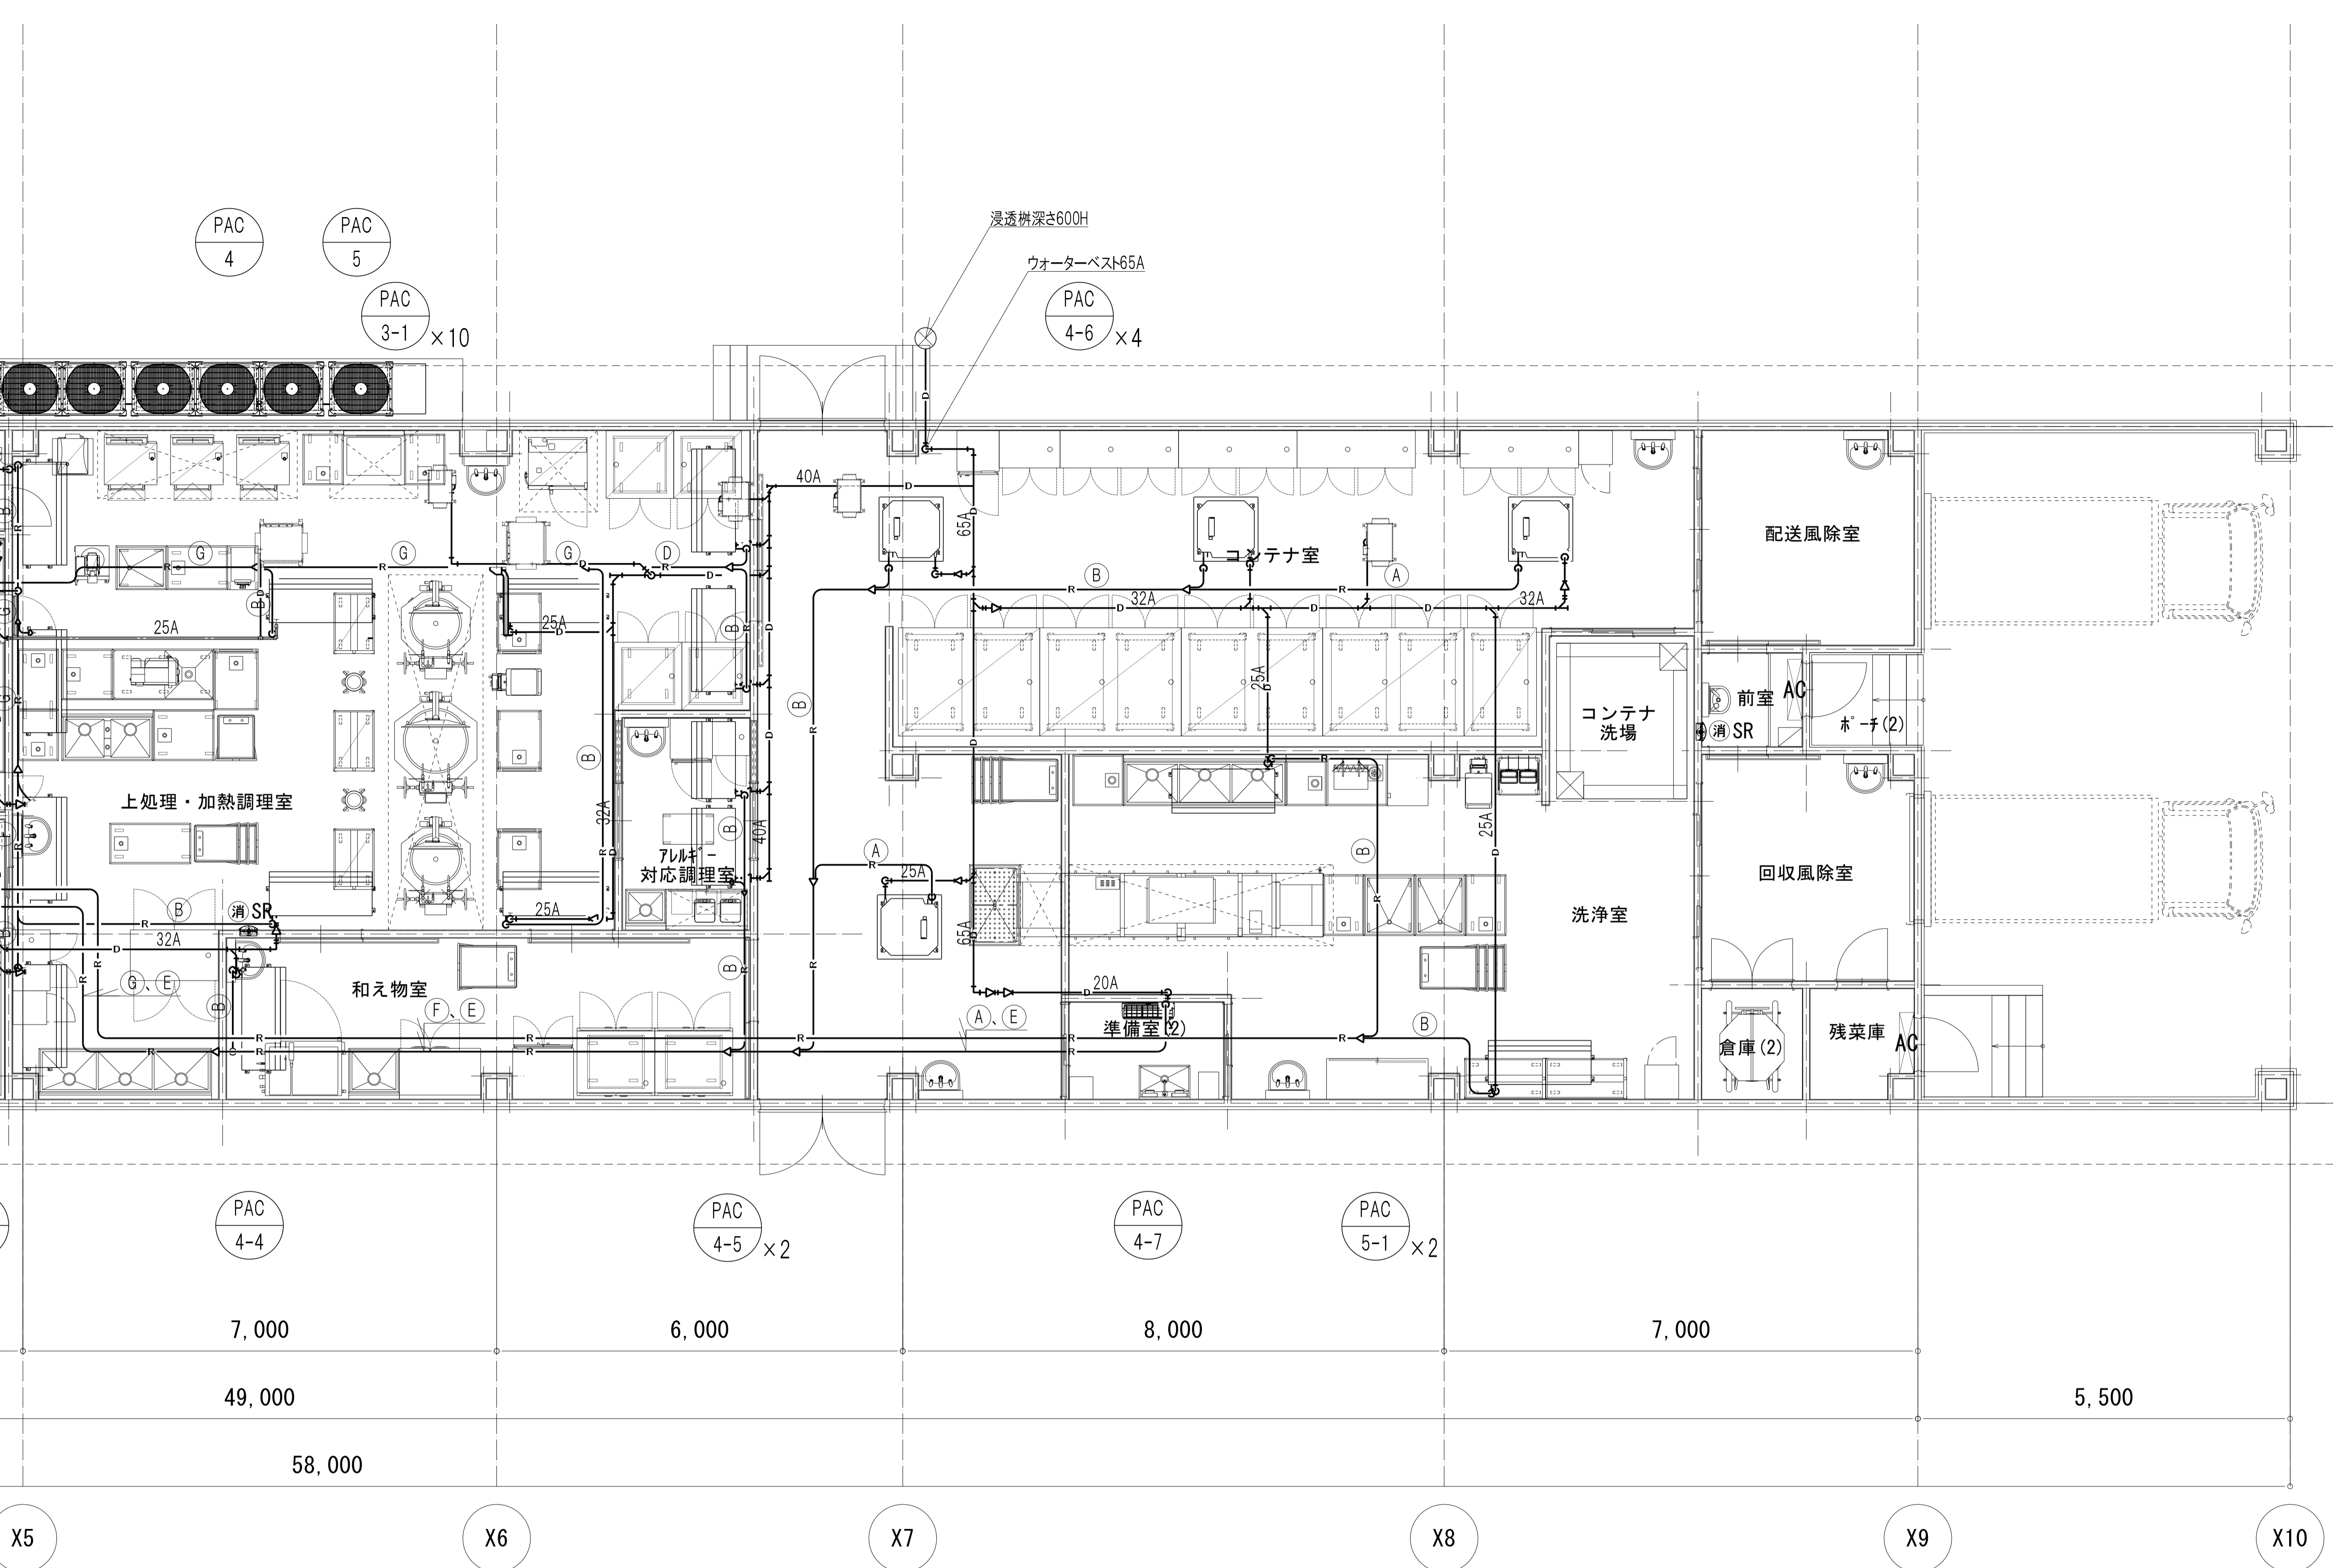 浸透桝深さ600H
PAC
4
PAC
5
ウォーターベスト65A
PAC
3-1
×10
PAC
4-6
×4
D
40A
D
65A
D
R
G
G
G
D
R
D
D
R
R
R
D
コンテナ室
配送風除室
B
B
A
R
R
32A
D
D
D
32A
25A
25A
D
B
D
R
G
B
25A
D
前室
AC
ポーチ(2)
コンテナ
洗場
消
SR
B
R
D
D
B
上処理・加熱調理室
32A
R
D
B
40A
アレルギー
対応調理室
A
R
25A
R
B
R
25A
D
回収風除室
洗浄室
B
消
SR
R
25A
32A
D
R
R
65A
D
B
R
R
G、E
B
和え物室
F、E
20A
D
A、E
準備室(2)
B
倉庫(2)
残菜庫
AC
R
R
R
R
R
R
R
R
R
PAC
4-4
PAC
4-5
×2
PAC
4-7
PAC
5-1
×2
7,000
6,000
8,000
7,000
49,000
5,500
58,000
X5
X6
X7
X8
X9
X10